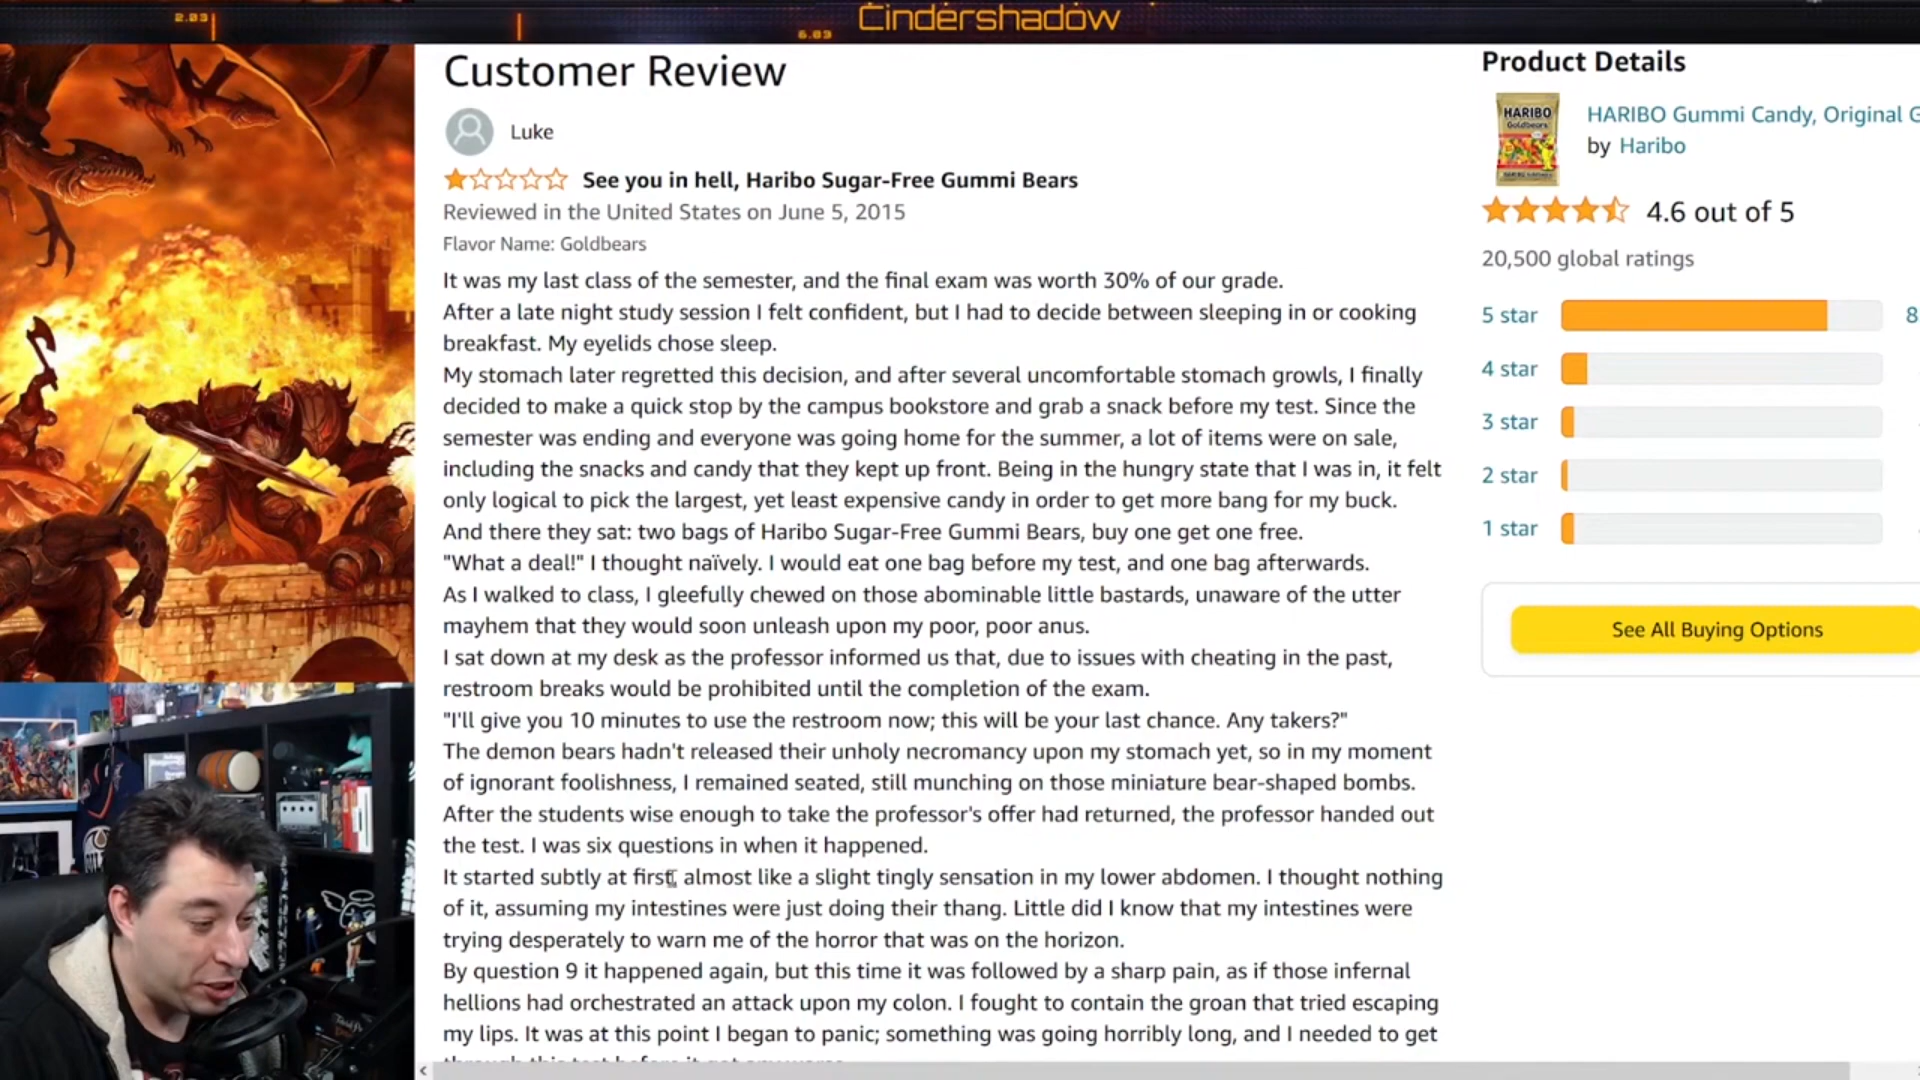 2.03
6.03
Cindershadow
Customer Review
Luke
See you in hell, Haribo Sugar-Free Gummi Bears
Reviewed in the United States on June 5, 2015
Flavor Name: Goldbears
It was my last class of the semester, and the final exam was worth 30% of our grade.
After a late night study session I felt confident, but I had to decide between sleeping in or cooking
breakfast. My eyelids chose sleep.
My stomach later regretted this decision, and after several uncomfortable stomach growls, I finally
decided to make a quick stop by the campus bookstore and grab a snack before my test. Since the
semester was ending and everyone was going home for the summer, a lot of items were on sale,
including the snacks and candy that they kept up front. Being in the hungry state that I was in, it felt
only logical to pick the largest, yet least expensive candy in order to get more bang for my buck.
And there they sat: two bags of Haribo Sugar-Free Gummi Bears, buy one get one free.
"What a deal!" I thought naïvely. I would eat one bag before my test, and one bag afterwards.
As I walked to class, I gleefully chewed on those abominable little bastards, unaware of the utter
mayhem that they would soon unleash upon my poor, poor anus.
I sat down at my desk as the professor informed us that, due to issues with cheating in the past,
restroom breaks would be prohibited until the completion of the exam.
"I'll give you 10 minutes to use the restroom now; this will be your last chance. Any takers?"
The demon bears hadn't released their unholy necromancy upon my stomach yet, so in my moment
of ignorant foolishness, I remained seated, still munching on those miniature bear-shaped bombs.
After the students wise enough to take the professor's offer had returned, the professor handed out
the test. I was six questions in when it happened.
It started subtly at first, almost like a slight tingly sensation in my lower abdomen. I thought nothing
of it, assuming my intestines were just doing their thang. Little did I know that my intestines were
trying desperately to warn me of the horror that was on the horizon.
By question 9 it happened again, but this time it was followed by a sharp pain, as if those infernal
hellions had orchestrated an attack upon my colon. I fought to contain the groan that tried escaping
my lips. It was at this point I began to panic; something was going horribly long, and I needed to get
Product Details
HARIBO
Goldbears
HARIBO Gummi Candy, Original G
by Haribo
4.6 out of 5
20,500 global ratings
5 star 8
4 star
3 star
2 star
1 star
See All Buying Options